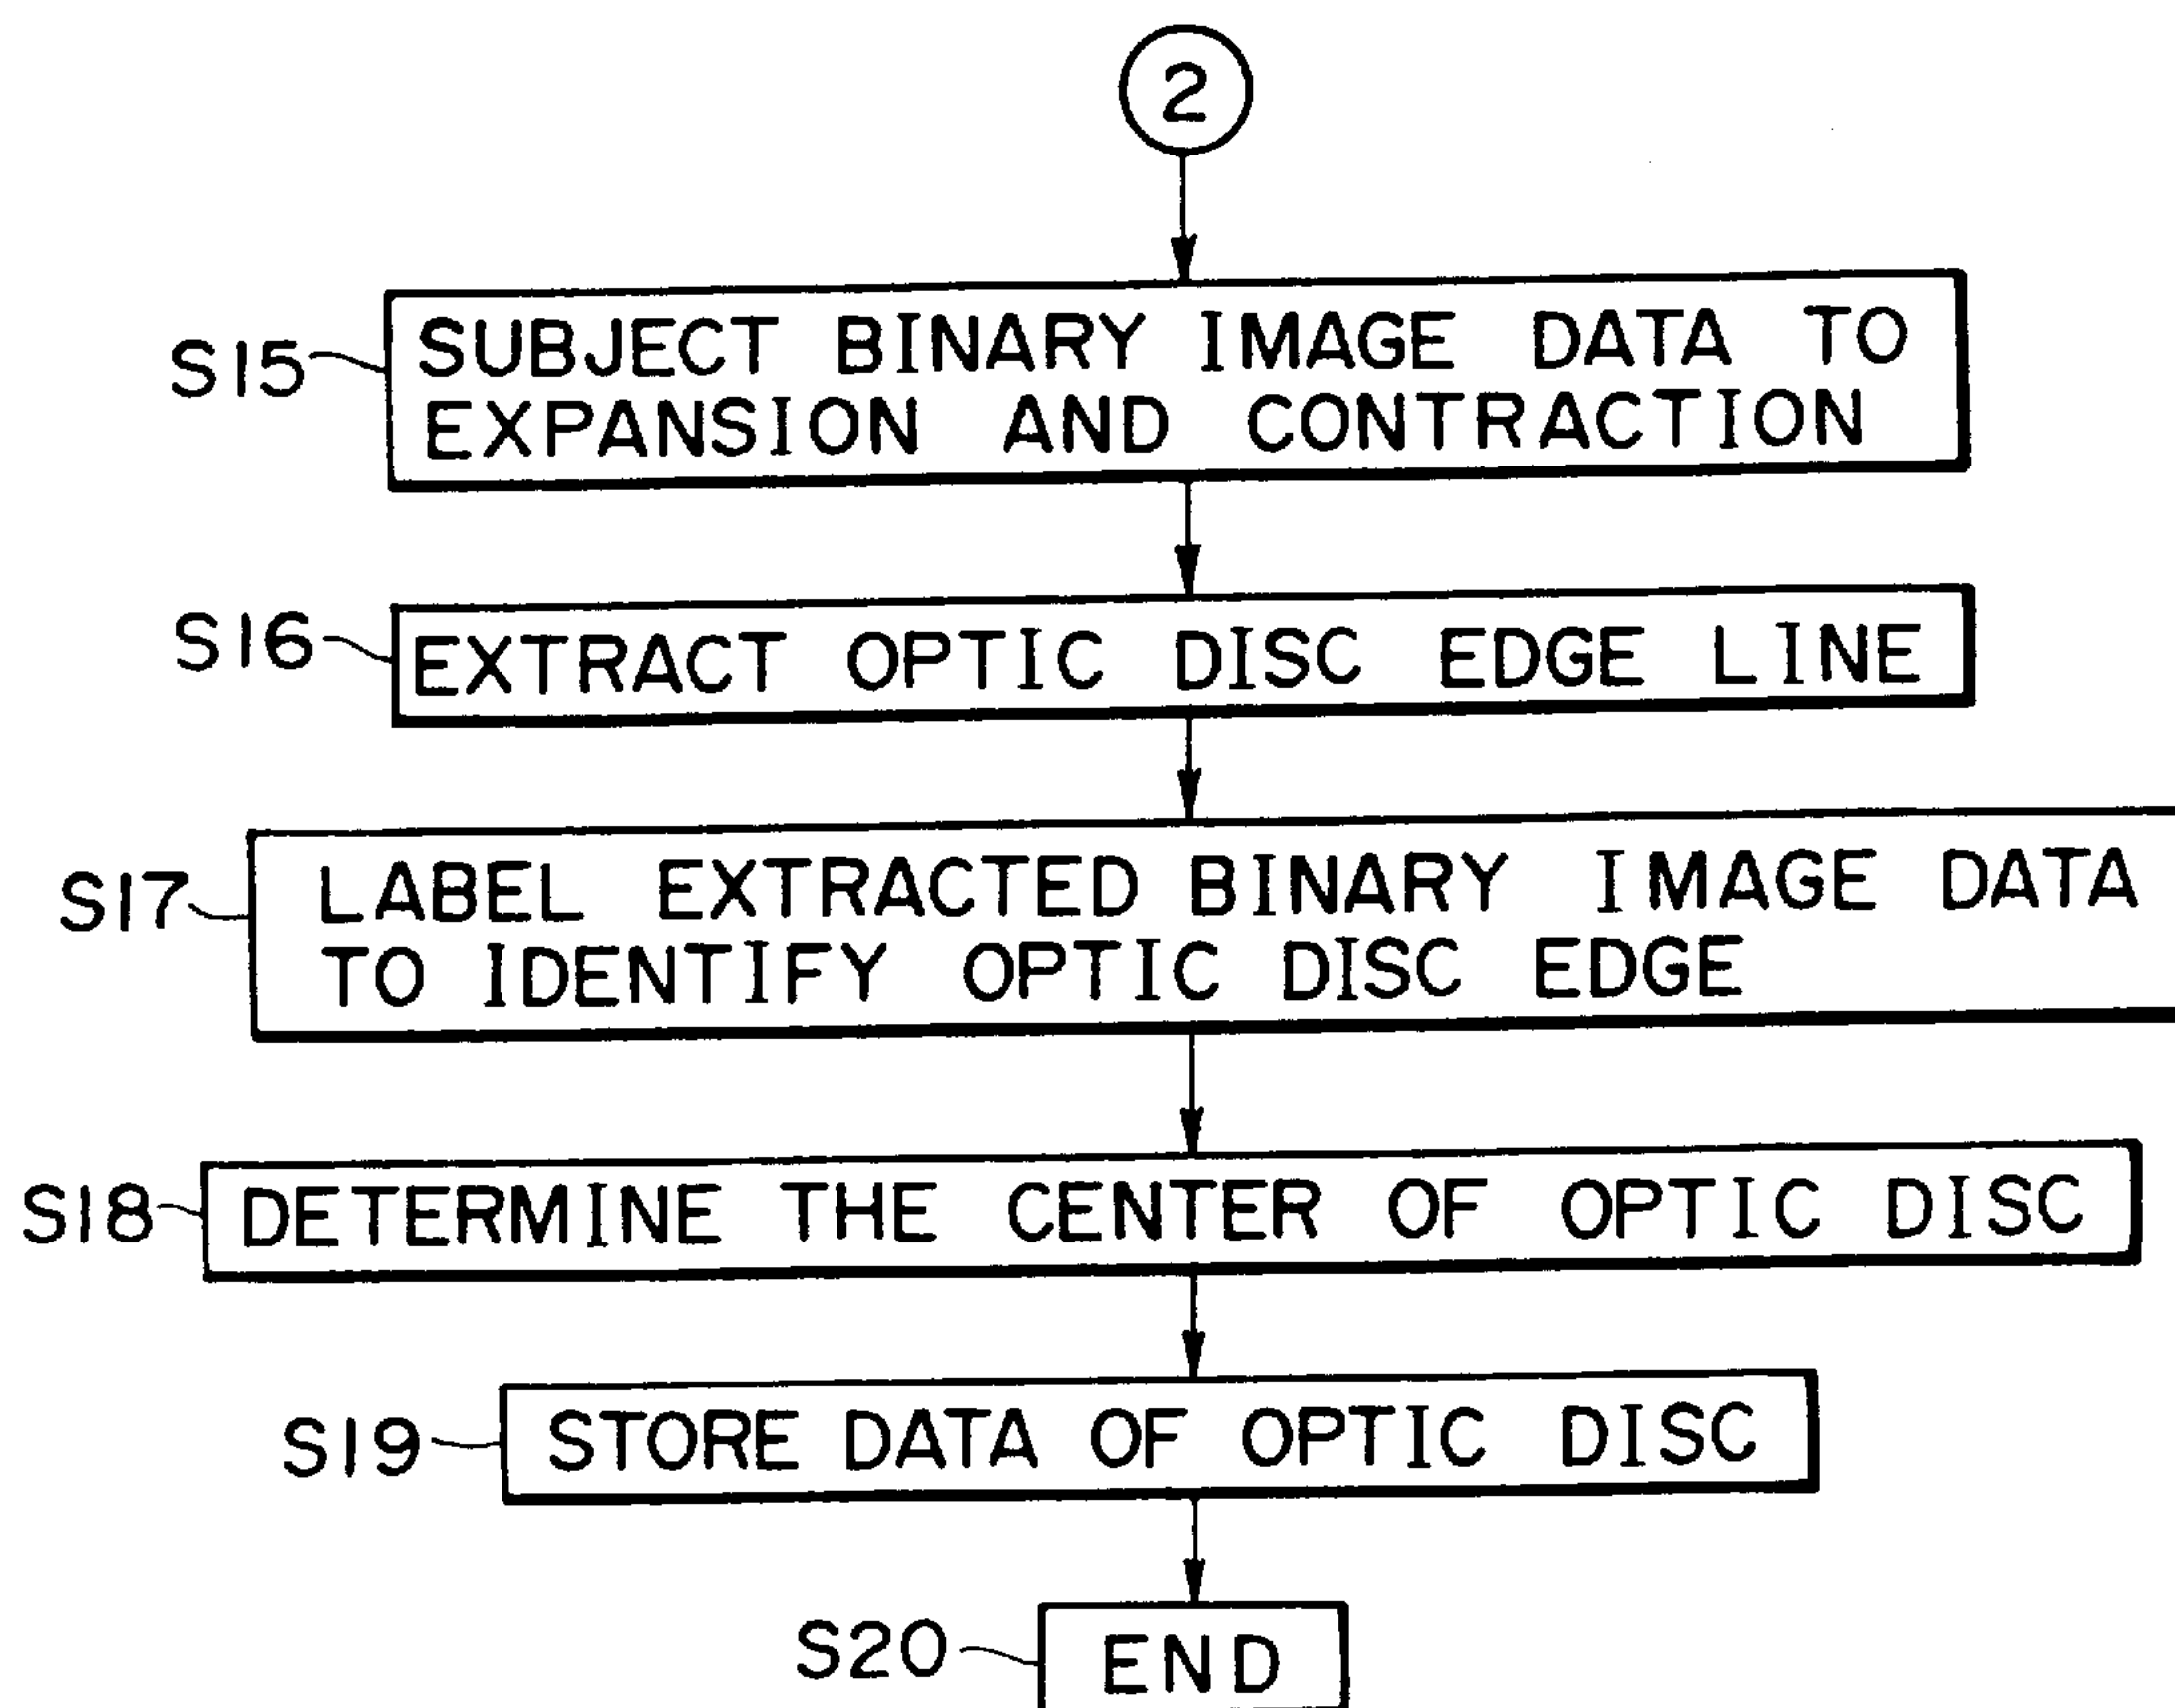 2
S15
SUBJECT BINARY IMAGE DATA TO
EXPANSION AND CONTRACTION
S16
EXTRACT OPTIC DISC EDGE LINE
S17
LABEL EXTRACTED BINARY IMAGE DATA
TO IDENTIFY OPTIC DISC EDGE
S18
DETERMINE THE CENTER OF OPTIC DISC
S19
STORE DATA OF OPTIC DISC
S20
END